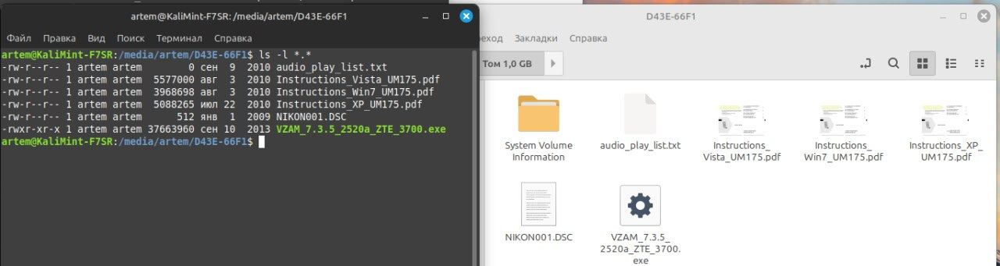 artem@KaliMint-F7SR: /media/artem/D43E-66F1
Файл Правка Вид Поиск Терминал Справка
artem@KaliMint-F7SR:/media/artem/D43E-66F1$ ls -l *.*
-rw-r--r-- 1 artem artem        0 сен  9  2010 audio_play_list.txt
-rw-r--r-- 1 artem artem  5577000 авг  3  2010 Instructions_Vista_UM175.pdf
-rw-r--r-- 1 artem artem  3968698 авг  3  2010 Instructions_Win7_UM175.pdf
-rw-r--r-- 1 artem artem  5088265 июл 22  2010 Instructions_XP_UM175.pdf
-rw-r--r-- 1 artem artem      512 янв  1  2009 NIKON001.DSC
-rwxr-xr-x 1 artem artem 37663960 сен 10  2013 VZAM_7.3.5_2520a_ZTE_3700.exe
artem@KaliMint-F7SR:/media/artem/D43E-66F1$
D43E-66F1
еход Закладки Справка
Том 1,0 GB
System Volume
Information
audio_play_list.txt
Instructions_
Vista_UM175.pdf
Instructions_
Win7_UM175.pdf
Instructions_XP_
UM175.pdf
NIKON001.DSC
VZAM_7.3.5_
2520a_ZTE_3700.
exe